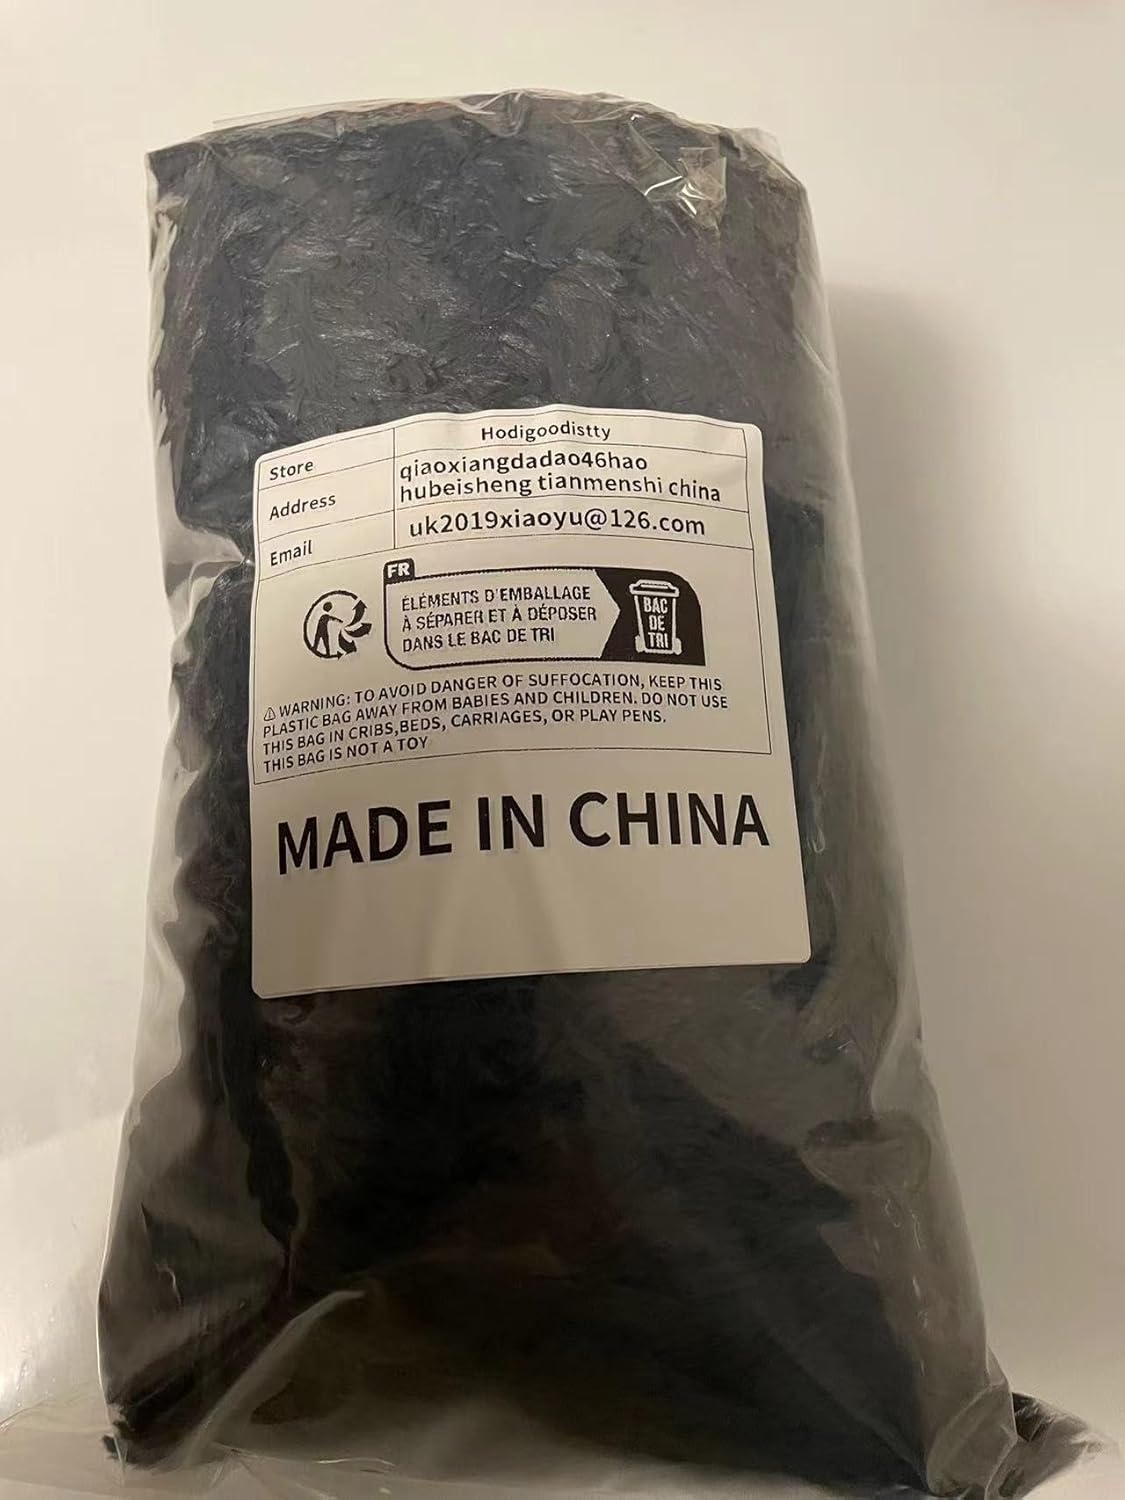 Store Hodigoodistty
Address qiaoxiangdadao46hao
hubeisheng tianmenshi china
Email uk2019xiaoyu@126.com
FR
ÉLÉMENTS D'EMBALLAGE
À SÉPARER ET À DÉPOSER
DANS LE BAC DE TRI
BAC
DE
TRI
⚠ WARNING: TO AVOID DANGER OF SUFFOCATION, KEEP THIS
PLASTIC BAG AWAY FROM BABIES AND CHILDREN. DO NOT USE
THIS BAG IN CRIBS,BEDS, CARRIAGES, OR PLAY PENS.
THIS BAG IS NOT A TOY
MADE IN CHINA